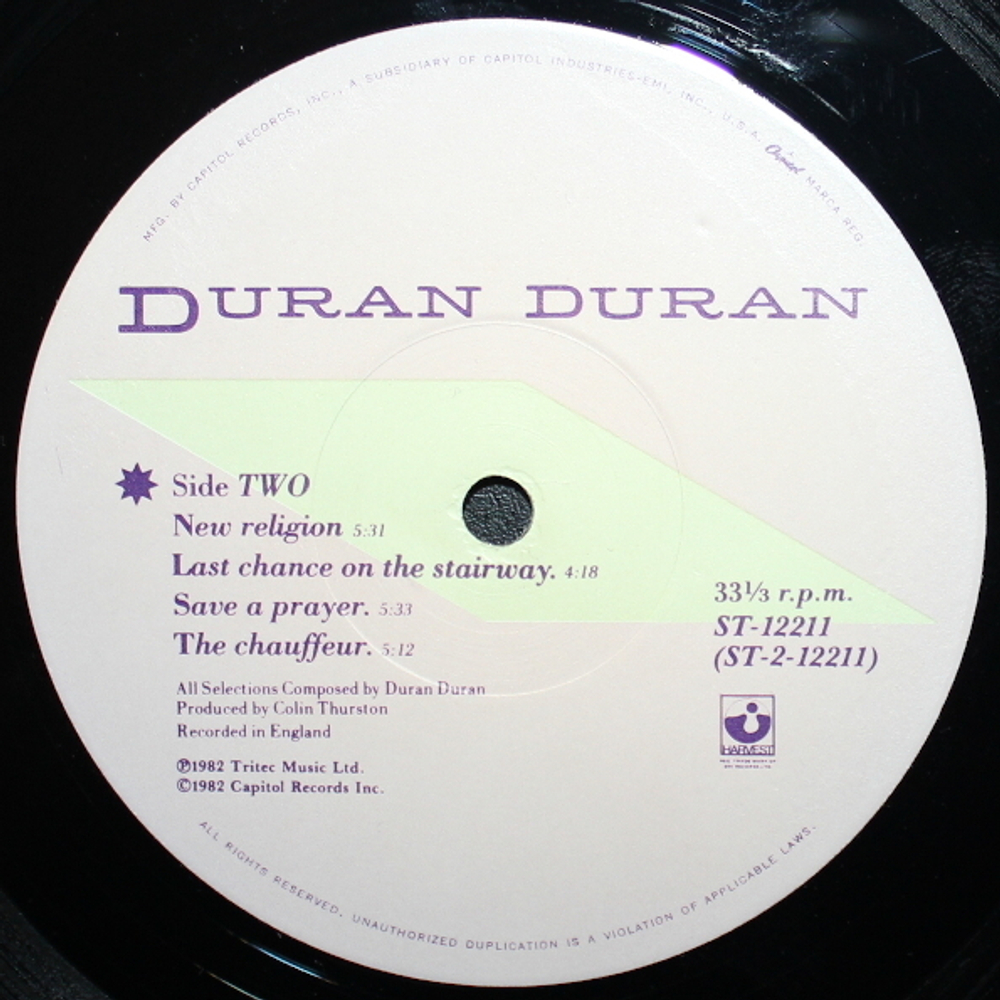 MFG. BY CAPITOL RECORDS, INC., A SUBSIDIARY OF CAPITOL INDUSTRIES-EMI, INC., U.S.A. Capitol MARCA REG.
DURAN DURAN
Side TWO
New religion 5:31
Last chance on the stairway. 4:18
Save a prayer. 5:33
The chauffeur. 5:12
33⅓ r.p.m.
ST-12211
(ST-2-12211)
All Selections Composed by Duran Duran
Produced by Colin Thurston
Recorded in England
℗1982 Tritec Music Ltd.
©1982 Capitol Records Inc.
HARVEST
ALL RIGHTS RESERVED. UNAUTHORIZED DUPLICATION IS A VIOLATION OF APPLICABLE LAWS.